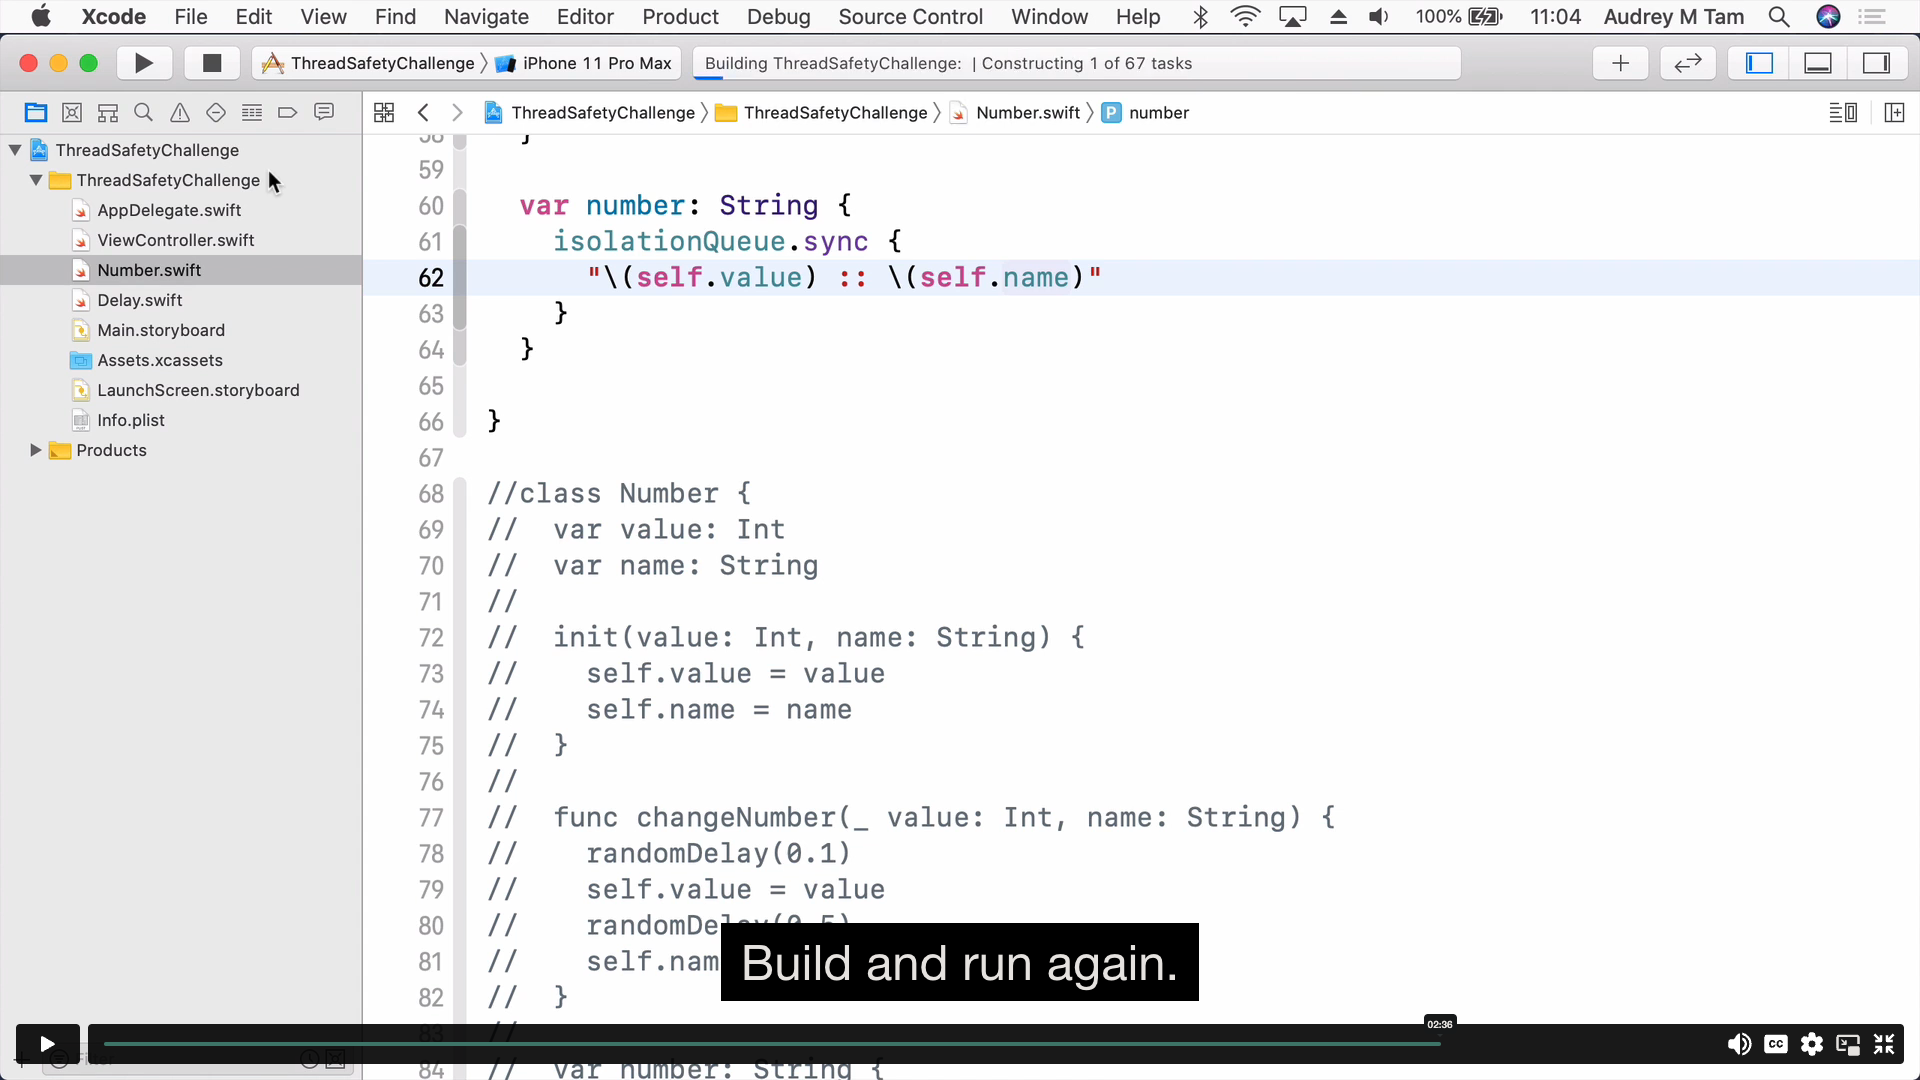 Xcode File Edit View Find Navigate Editor Product Debug Source Control Window Help 100% 11:04 Audrey M Tam
ThreadSafetyChallenge iPhone 11 Pro Max Building ThreadSafetyChallenge: | Constructing 1 of 67 tasks
ThreadSafetyChallenge ThreadSafetyChallenge Number.swift P number
ThreadSafetyChallenge
ThreadSafetyChallenge
AppDelegate.swift
ViewController.swift
Number.swift
Delay.swift
Main.storyboard
Assets.xcassets
LaunchScreen.storyboard
Info.plist
Products
58 }
59
60 var number: String {
61 isolationQueue.sync {
62 "\(self.value) :: \(self.name)"
63 }
64 }
65
66 }
67
68 //class Number {
69 // var value: Int
70 // var name: String
71 //
72 // init(value: Int, name: String) {
73 // self.value = value
74 // self.name = name
75 // }
76 //
77 // func changeNumber(_ value: Int, name: String) {
78 // randomDelay(0.1)
79 // self.value = value
80 // randomDelay(0.5)
81 // self.nam
82 // }
83 //
84 // var number: String {
Build and run again.
02:36
Filter
CC